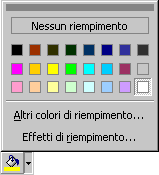 Nessun riempimento
Altri colori di riempimento...
Effetti di riempimento...